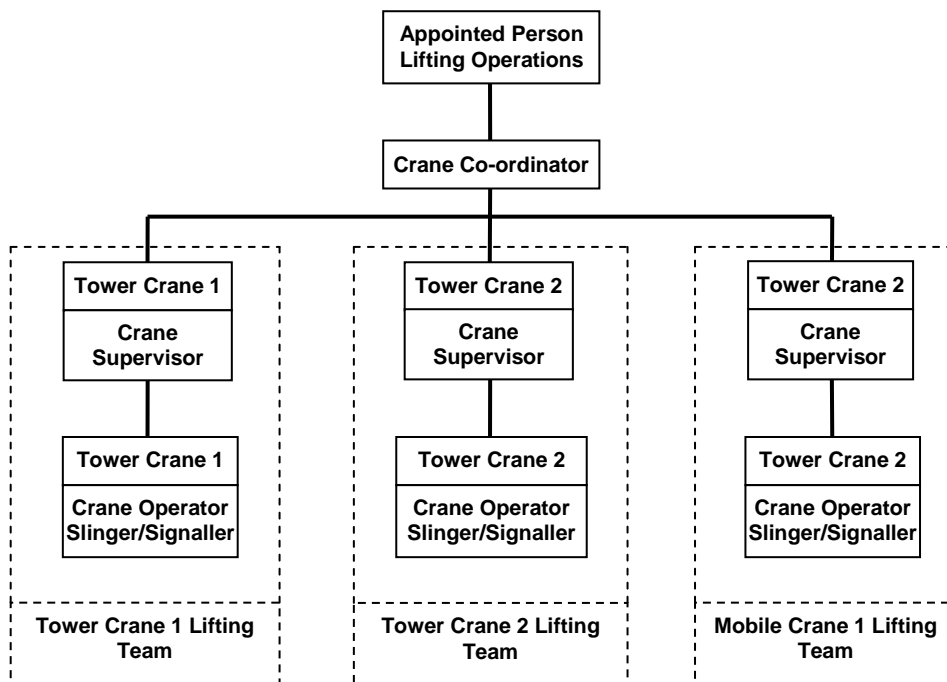 Appointed Person
Lifting Operations
Crane Co-ordinator
Tower Crane 1
Crane
Supervisor
Tower Crane 1
Crane Operator
Slinger/Signaller
Tower Crane 1 Lifting
Team
Tower Crane 2
Crane
Supervisor
Tower Crane 2
Crane Operator
Slinger/Signaller
Tower Crane 2 Lifting
Team
Tower Crane 2
Crane
Supervisor
Tower Crane 2
Crane Operator
Slinger/Signaller
Mobile Crane 1 Lifting
Team